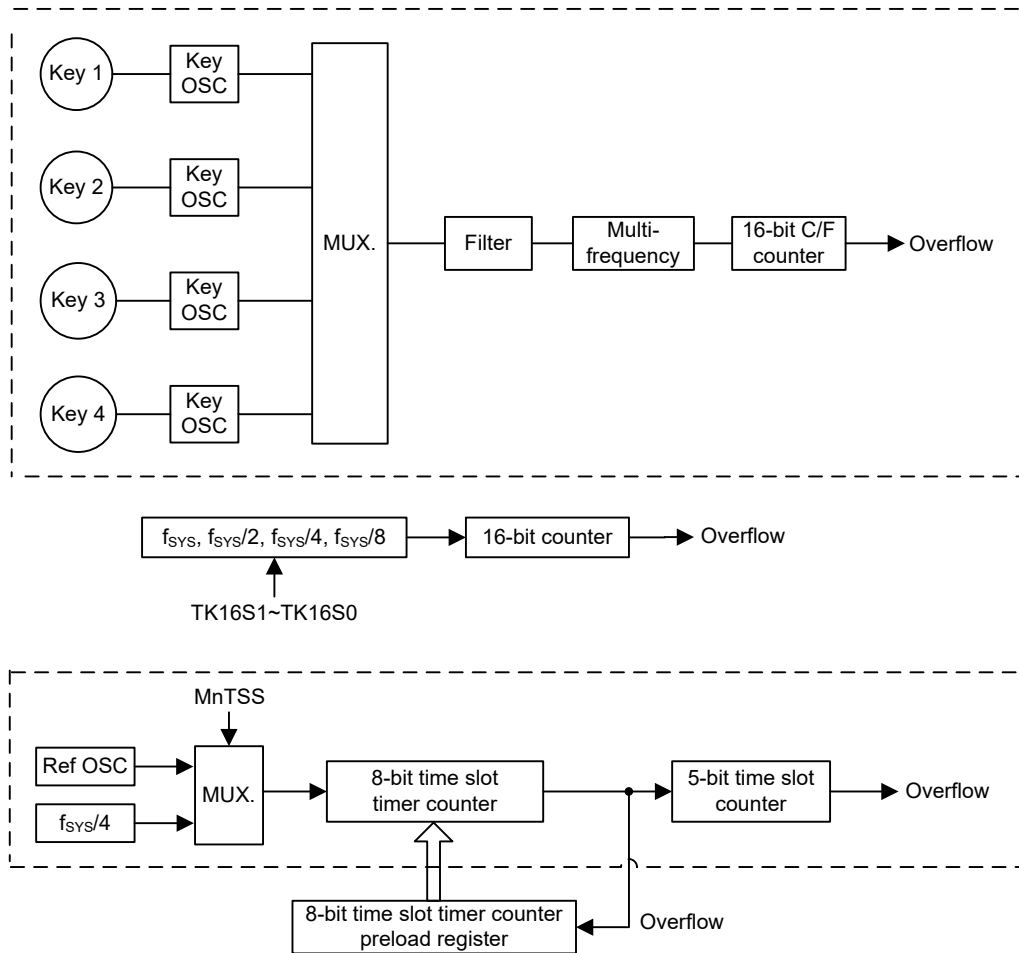 Key 1
Key
OSC
Key 2
Key
OSC
Key 3
Key
OSC
Key 4
Key
OSC
MUX.
Filter
Multi-
frequency
16-bit C/F
counter
Overflow
fSYS, fSYS/2, fSYS/4, fSYS/8
16-bit counter
Overflow
TK16S1~TK16S0
MnTSS
Ref OSC
fSYS/4
MUX.
8-bit time slot
timer counter
5-bit time slot
counter
Overflow
8-bit time slot timer counter
preload register
Overflow